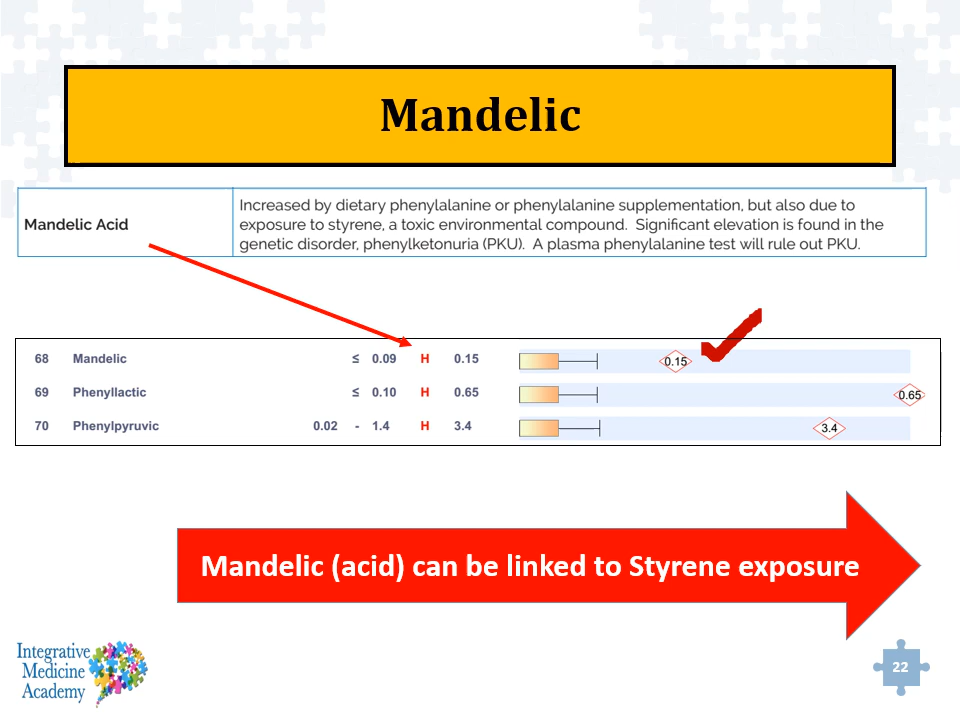 Mandelic
Mandelic Acid
Increased by dietary phenylalanine or phenylalanine supplementation, but also due to
exposure to styrene, a toxic environmental compound. Significant elevation is found in the
genetic disorder, phenylketonuria (PKU). A plasma phenylalanine test will rule out PKU.
68 Mandelic ≤ 0.09 H 0.15 0.15
69 Phenyllactic ≤ 0.10 H 0.65 0.65
70 Phenylpyruvic 0.02 - 1.4 H 3.4 3.4
Mandelic (acid) can be linked to Styrene exposure
Integrative
Medicine
Academy
22